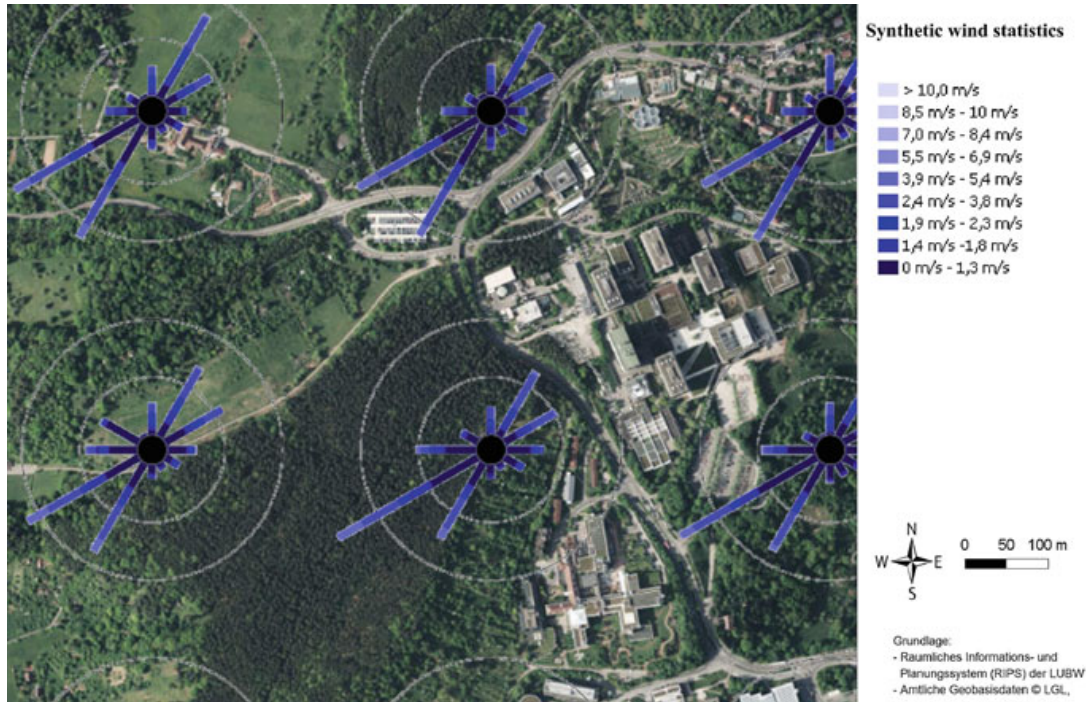 Synthetic wind statistics
> 10,0 m/s
8,5 m/s - 10 m/s
7,0 m/s - 8,4 m/s
5,5 m/s - 6,9 m/s
3,9 m/s - 5,4 m/s
2,4 m/s - 3,8 m/s
1,9 m/s - 2,3 m/s
1,4 m/s -1,8 m/s
0 m/s - 1,3 m/s
N
W E
S
0 50 100 m
Grundlage:
- Raumliches Informations- und
Planungssystem (RIPS) der LUBW
- Amtliche Geobasisdaten © LGL,